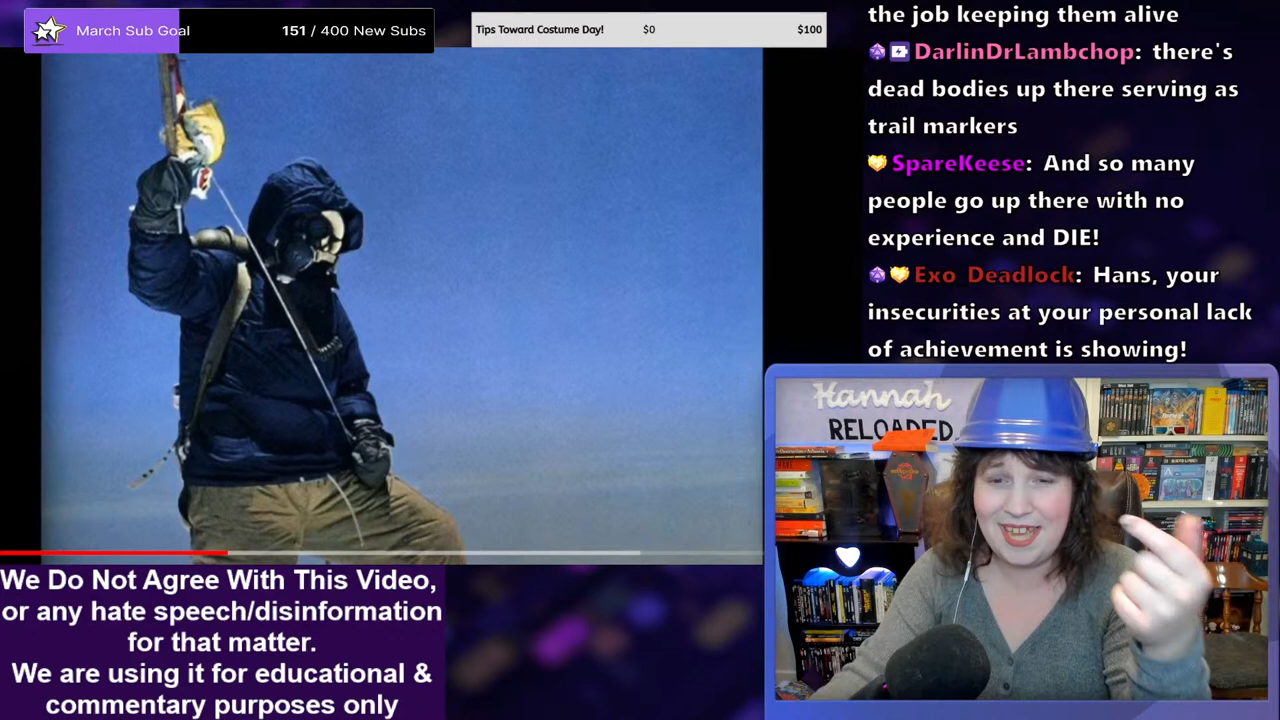 March Sub Goal
151 / 400 New Subs
Tips Toward Costume Day!
$0
$100
the job keeping them alive
DarlinDrLambchop: there's
dead bodies up there serving as
trail markers
SpareKeese: And so many
people go up there with no
experience and DIE!
Exo_Deadlock: Hans, your
insecurities at your personal lack
of achievement is showing!
Hannah
RELOADED
We Do Not Agree With This Video,
or any hate speech/disinformation
for that matter.
We are using it for educational &
commentary purposes only